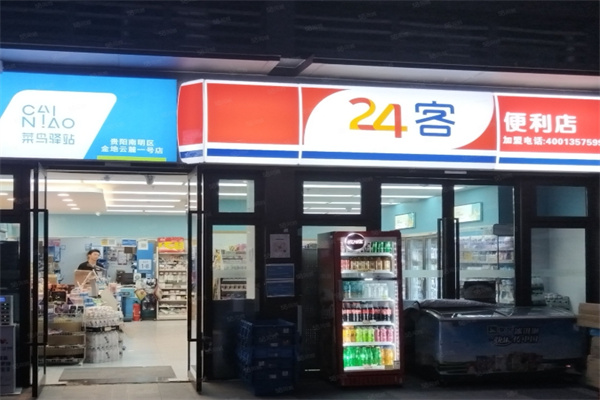 CAI
NIAO
菜鸟驿站
贵阳南明区
金地云麓一号店
24客
便利店
加盟电话:4001357599